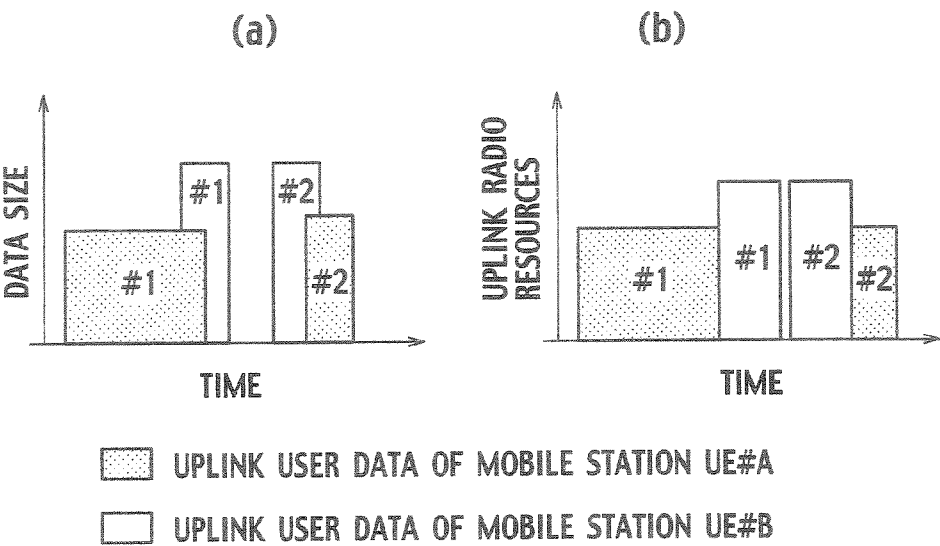 (a)
DATA SIZE
#1
#1
#2
#2
TIME
(b)
UPLINK RADIO
RESOURCES
#1
#1
#2
#2
TIME
UPLINK USER DATA OF MOBILE STATION UE#A
UPLINK USER DATA OF MOBILE STATION UE#B